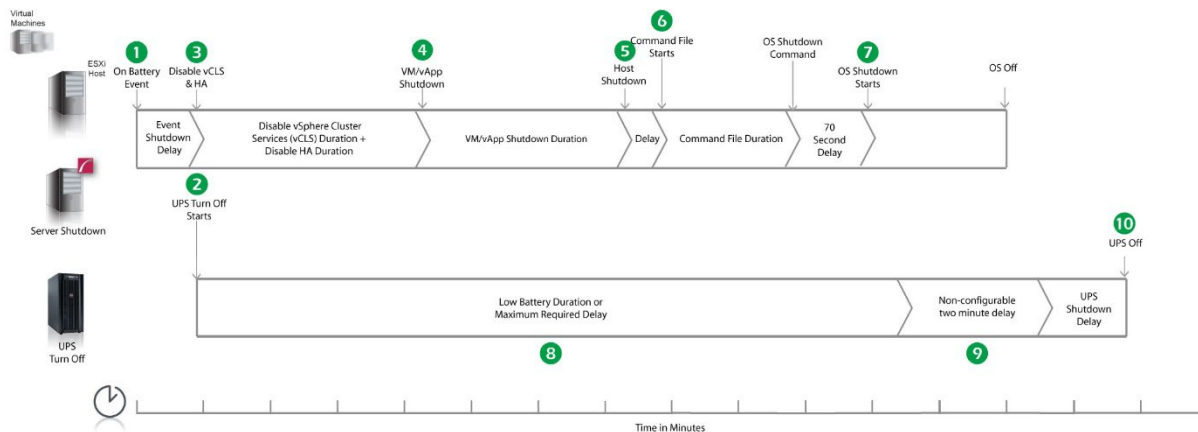 Virtual
Machines
ESXi
Host
1
On Battery
Event
3
Disable vCLS
& HA
4
VM/vApp
Shutdown
5
Host
Shutdown
6
Command File
Starts
OS Shutdown
Command
7
OS Shutdown
Starts
OS Off
Event
Shutdown
Delay
Disable vSphere Cluster
Services (vCLS) Duration +
Disable HA Duration
VM/vApp Shutdown Duration
Delay
Command File Duration
70
Second
Delay
Server Shutdown
2
UPS Turn Off
Starts
10
UPS Off
Low Battery Duration or
Maximum Required Delay
Non-configurable
two minute delay
UPS
Shutdown
Delay
UPS
Turn Off
8
9
Time in Minutes